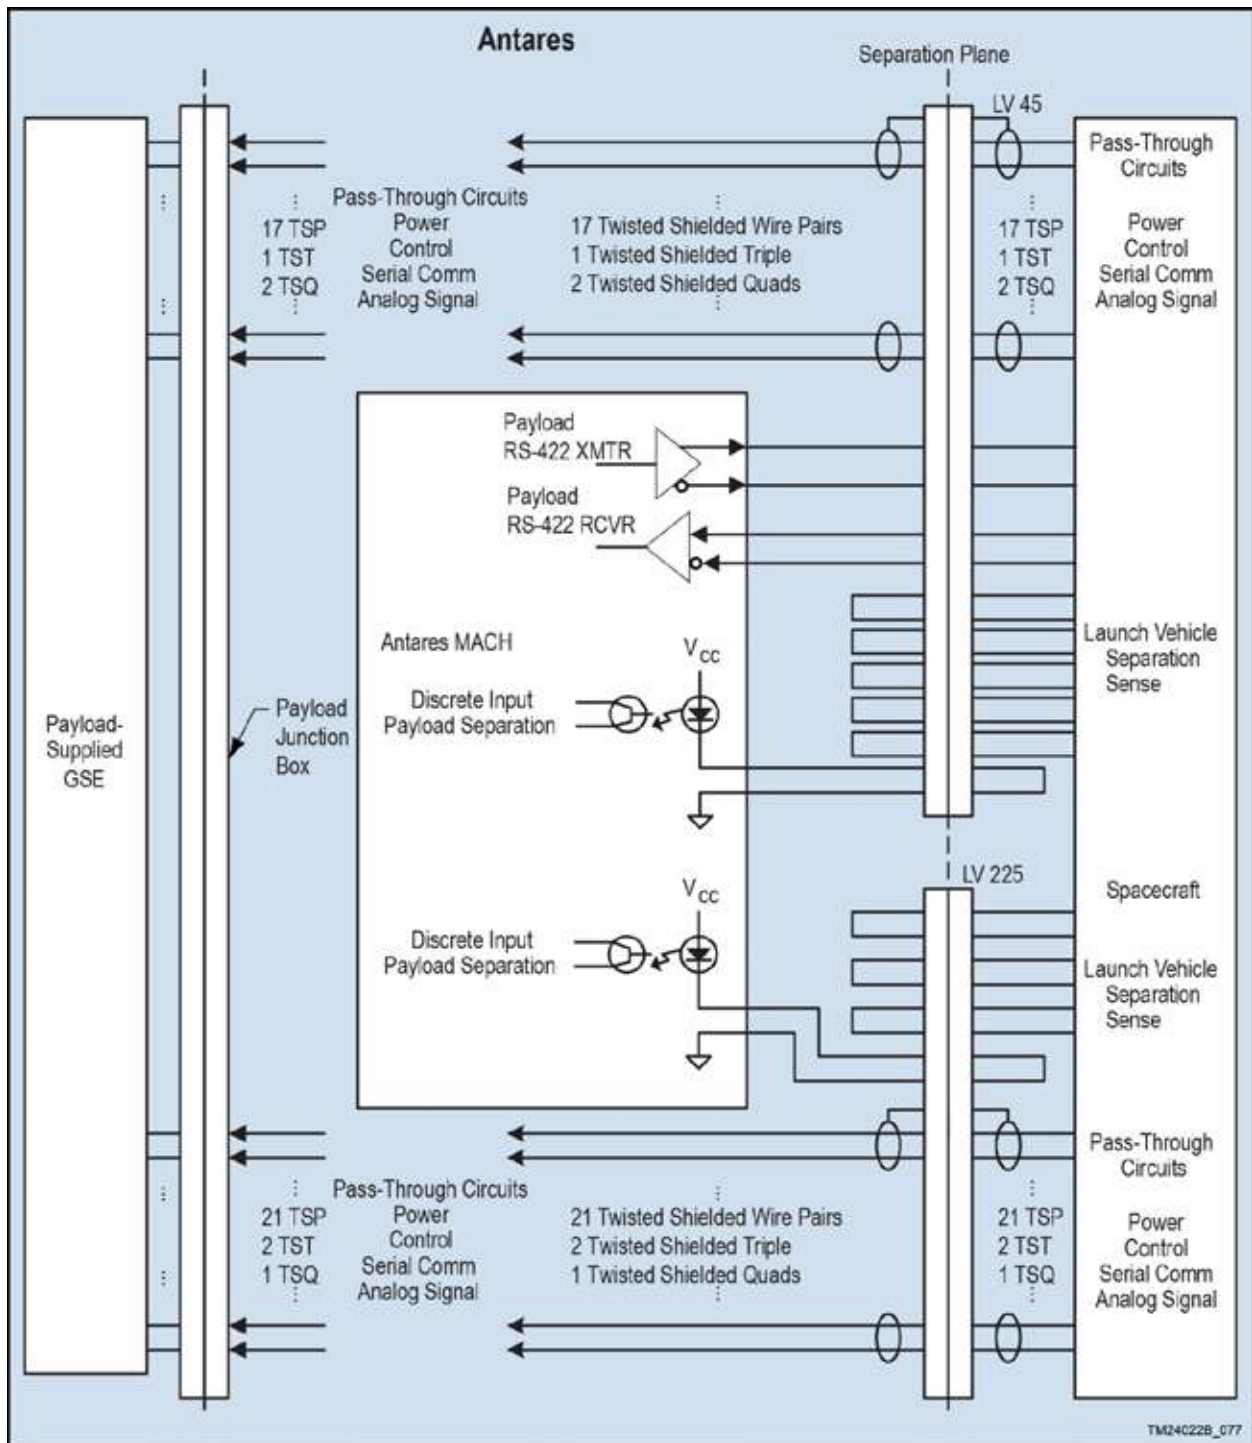 Antares
Separation Plane
LV 45
Pass-Through
Circuits
Power
Control
Serial Comm
Analog Signal
17 TSP
1 TST
2 TSQ
Pass-Through Circuits
Power
Control
Serial Comm
Analog Signal
17 Twisted Shielded Wire Pairs
1 Twisted Shielded Triple
2 Twisted Shielded Quads
17 TSP
1 TST
2 TSQ
Payload
RS-422 XMTR
Payload
RS-422 RCVR
Antares MACH
VCC
Discrete Input
Payload Separation
Launch Vehicle
Separation
Sense
Payload-
Supplied
GSE
Payload
Junction
Box
LV 225
Spacecraft
VCC
Discrete Input
Payload Separation
Launch Vehicle
Separation
Sense
Pass-Through
Circuits
Power
Control
Serial Comm
Analog Signal
21 TSP
2 TST
1 TSQ
Pass-Through Circuits
Power
Control
Serial Comm
Analog Signal
21 Twisted Shielded Wire Pairs
2 Twisted Shielded Triple
1 Twisted Shielded Quads
21 TSP
2 TST
1 TSQ
TM24022B_077